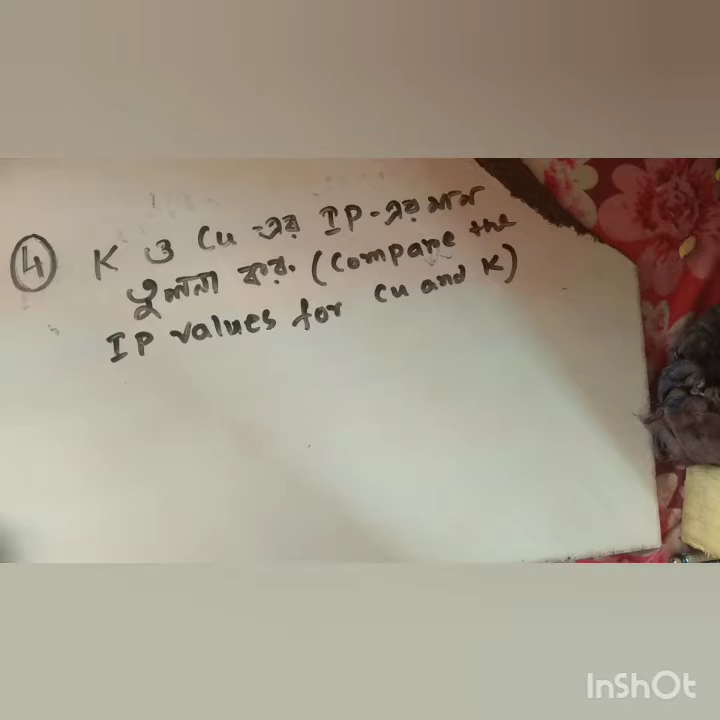 ④ K ও Cu -এর IP-এর মান
তুলনা কর. (Compare the
IP values for Cu and K)
InShOt